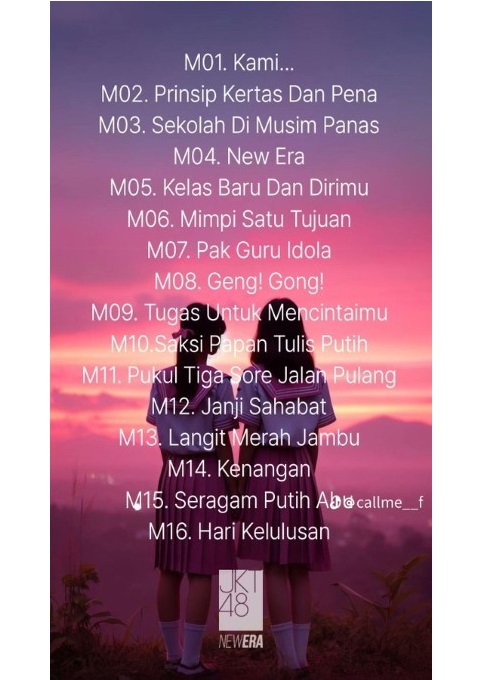 M01. Kami...
M02. Prinsip Kertas Dan Pena
M03. Sekolah Di Musim Panas
M04. New Era
M05. Kelas Baru Dan Dirimu
M06. Mimpi Satu Tujuan
M07. Pak Guru Idola
M08. Geng! Gong!
M09. Tugas Untuk Mencintaimu
M10.Saksi Papan Tulis Putih
M11. Pukul Tiga Sore Jalan Pulang
M12. Janji Sahabat
M13. Langit Merah Jambu
M14. Kenangan
M15. Seragam Putih @callme__f
M16. Hari Kelulusan
JKT
48
NEWERA